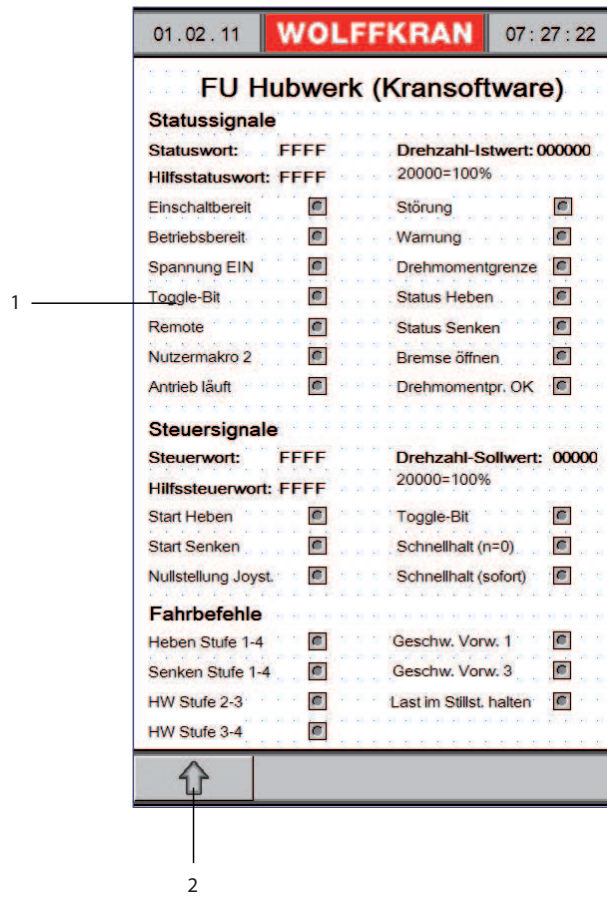 01.02.11 WOLFFKRAN 07:27:22
FU Hubwerk (Kransoftware)
Statussignale
Statuswort: FFFF Drehzahl-Istwert: 000000
Hilfsstatuswort: FFFF 20000=100%
Einschaltbereit Störung
Betriebsbereit Warnung
Spannung EIN Drehmomentgrenze
1 Toggle-Bit Status Heben
Remote Status Senken
Nutzermakro 2 Bremse öffnen
Antrieb läuft Drehmomentpr. OK
Steuersignale
Steuerwort: FFFF Drehzahl-Sollwert: 00000
Hilfssteuerwort: FFFF 20000=100%
Start Heben Toggle-Bit
Start Senken Schnellhalt (n=0)
Nullstellung Joyst. Schnellhalt (sofort)
Fahrbefehle
Heben Stufe 1-4 Geschw. Vorw. 1
Senken Stufe 1-4 Geschw. Vorw. 3
HW Stufe 2-3 Last im Stillst. halten
HW Stufe 3-4
2